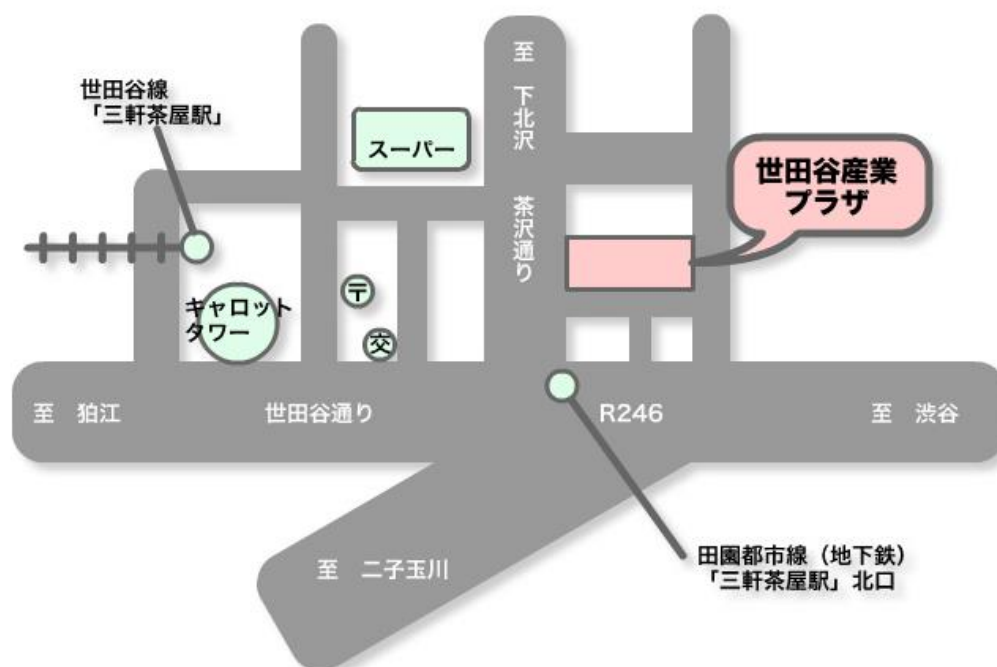 世田谷線
「三軒茶屋駅」
スーパー
至 下北沢
茶沢通り
世田谷産業
プラザ
キャロット
タワー
〒
交
至 狛江
世田谷通り
R246
至 渋谷
至 二子玉川
田園都市線（地下鉄）
「三軒茶屋駅」北口